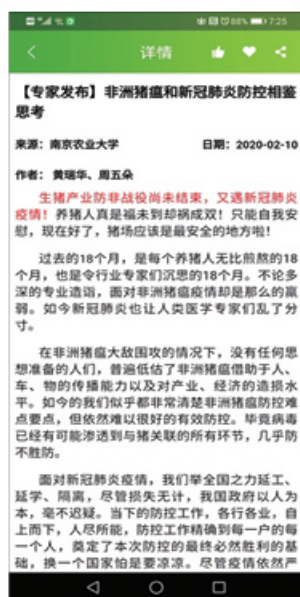 88% 7:25
详情
【专家发布】非洲猪瘟和新冠肺炎防控相鉴
思考
来源：南京农业大学 日期：2020-02-10
作者：黄瑞华、周五朵
生猪产业防非战役尚未结束，又遇新冠肺炎
疫情！养猪人真是福未到却祸成双！只能自我安
慰，现在好了，猪场应该是最安全的地方啦！
过去的18个月，是每个养猪人无比煎熬的18
个月，也是令行业专家们沉思的18个月。不论多
深的专业造诣，面对非洲猪瘟疫情却是那么的羸
弱。如今新冠肺炎也让人类医学专家们乱了分
寸。
在非洲猪瘟大敌围攻的情况下，没有任何思
想准备的人们，普遍低估了非洲猪瘟借助于人、
车、物的传播能力以及对产业、经济的造损水
平。如今的我们似乎都非常清楚非洲猪瘟防控难
点要点，但依然难以很好的有效防控。毕竟病毒
已经有可能渗透到与猪关联的所有环节，几乎防
不胜防。
面对新冠肺炎疫情，我们举全国之力延工、
延学、隔离，尽管损失无计，我国政府以人为
本，毫不迟疑。当下的防控工作，各行各业，自
上而下，人尽所能，防控工作精确到每一户的每
一个人，奠定了本次防控的最终必然胜利的基
础，换一个国家怕是要凉凉。尽管疫情依然严